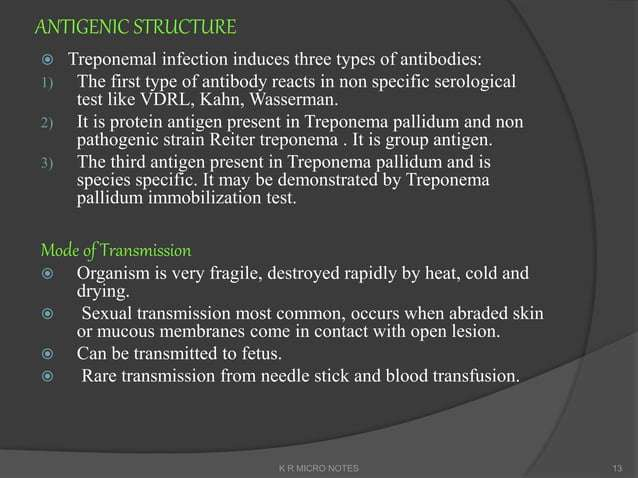 ANTIGENIC STRUCTURE
Treponemal infection induces three types of antibodies:
1) The first type of antibody reacts in non specific serological
test like VDRL, Kahn, Wasserman.
2) It is protein antigen present in Treponema pallidum and non
pathogenic strain Reiter treponema . It is group antigen.
3) The third antigen present in Treponema pallidum and is
species specific. It may be demonstrated by Treponema
pallidum immobilization test.
Mode of Transmission
Organism is very fragile, destroyed rapidly by heat, cold and
drying.
Sexual transmission most common, occurs when abraded skin
or mucous membranes come in contact with open lesion.
Can be transmitted to fetus.
Rare transmission from needle stick and blood transfusion.
K R MICRO NOTES 13